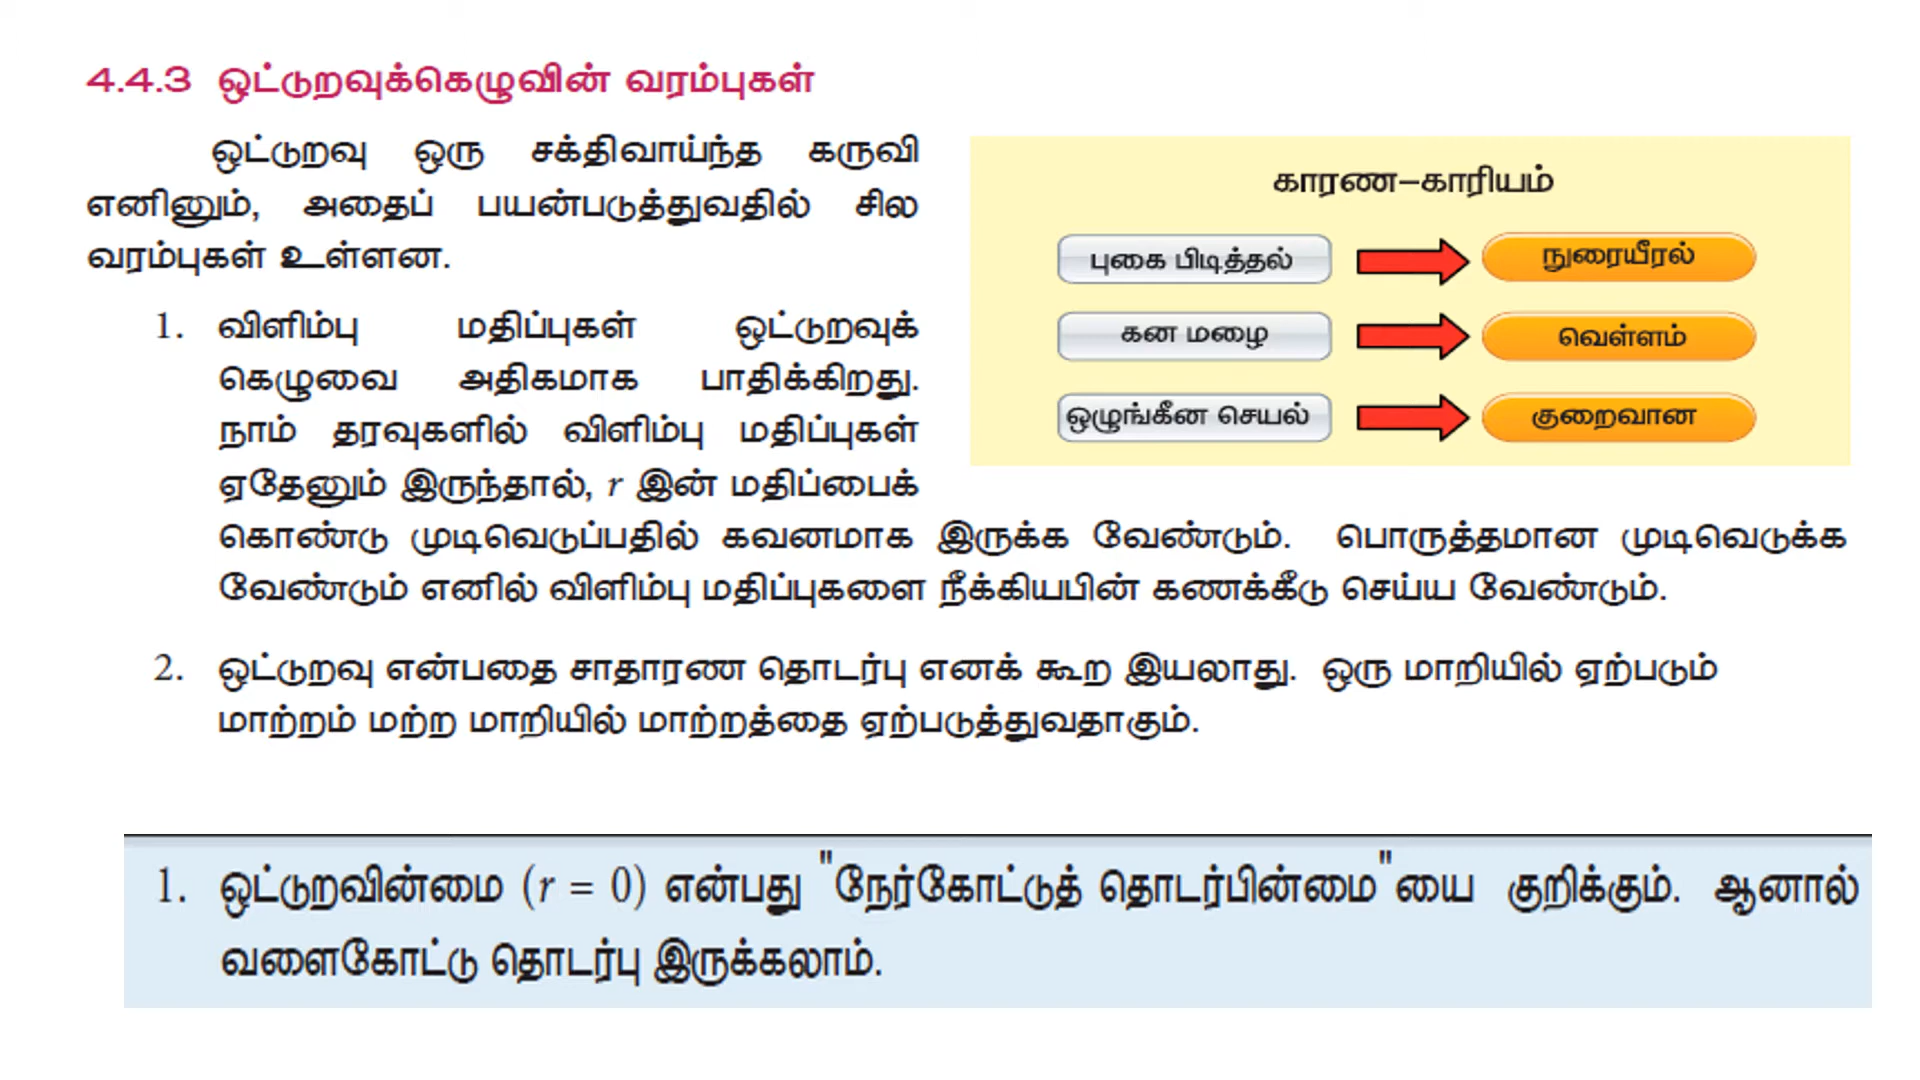 4.4.3 ஒட்டுறவுக்கெழுவின் வரம்புகள்
ஒட்டுறவு ஒரு சக்திவாய்ந்த கருவி
எனினும், அதைப் பயன்படுத்துவதில் சில
வரம்புகள் உள்ளன.
1. விளிம்பு மதிப்புகள் ஒட்டுறவுக்
கெழுவை அதிகமாக பாதிக்கிறது.
நாம் தரவுகளில் விளிம்பு மதிப்புகள்
ஏதேனும் இருந்தால், r இன் மதிப்பைக்
கொண்டு முடிவெடுப்பதில் கவனமாக இருக்க வேண்டும். பொருத்தமான முடிவெடுக்க
வேண்டும் எனில் விளிம்பு மதிப்புகளை நீக்கியபின் கணக்கீடு செய்ய வேண்டும்.
காரண–காரியம்
புகை பிடித்தல் நுரையீரல்
கன மழை வெள்ளம்
ஒழுங்கீன செயல் குறைவான
2. ஒட்டுறவு என்பதை சாதாரண தொடர்பு எனக் கூற இயலாது. ஒரு மாறியில் ஏற்படும்
மாற்றம் மற்ற மாறியில் மாற்றத்தை ஏற்படுத்துவதாகும்.
1. ஒட்டுறவின்மை (r = 0) என்பது "நேர்கோட்டுத் தொடர்பின்மை"யை குறிக்கும். ஆனால்
வளைகோட்டு தொடர்பு இருக்கலாம்.